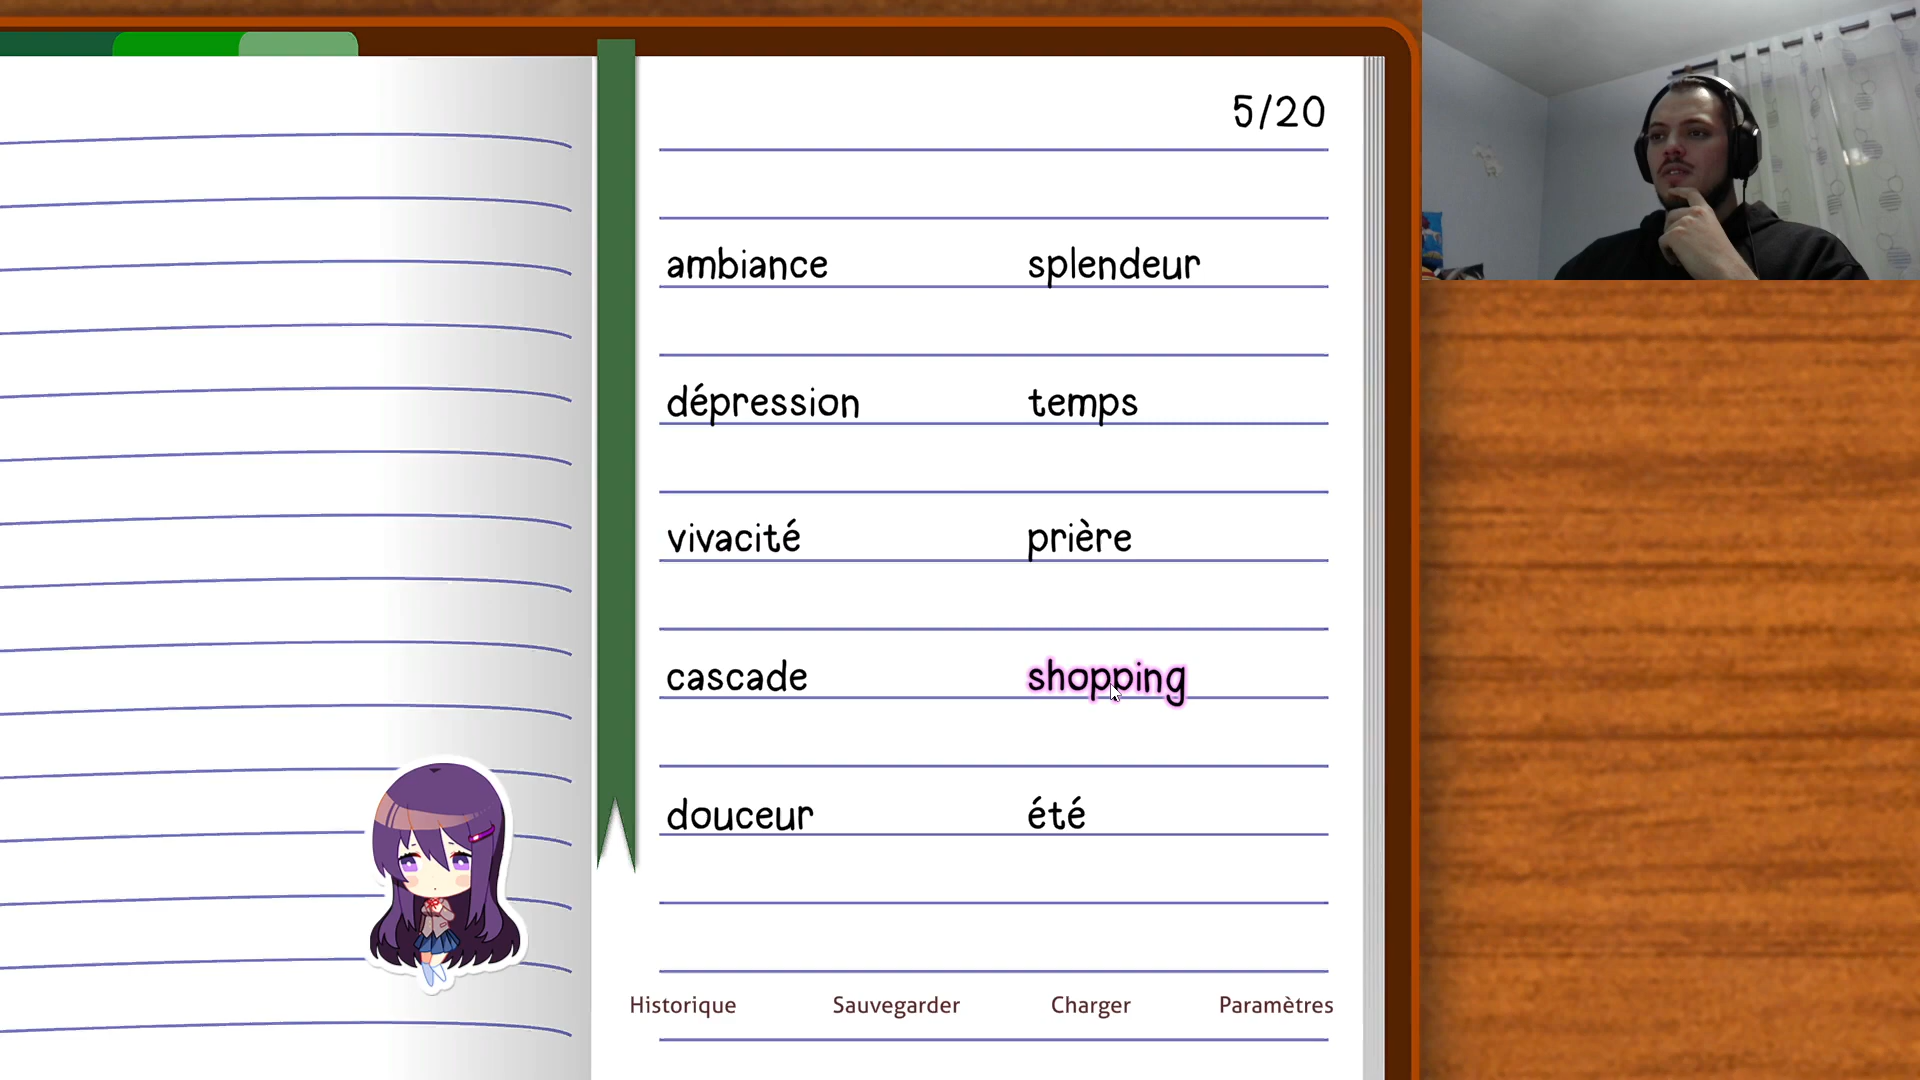 5/20
ambiance splendeur
dépression temps
vivacité prière
cascade shopping
douceur été
Historique Sauvegarder Charger Paramètres